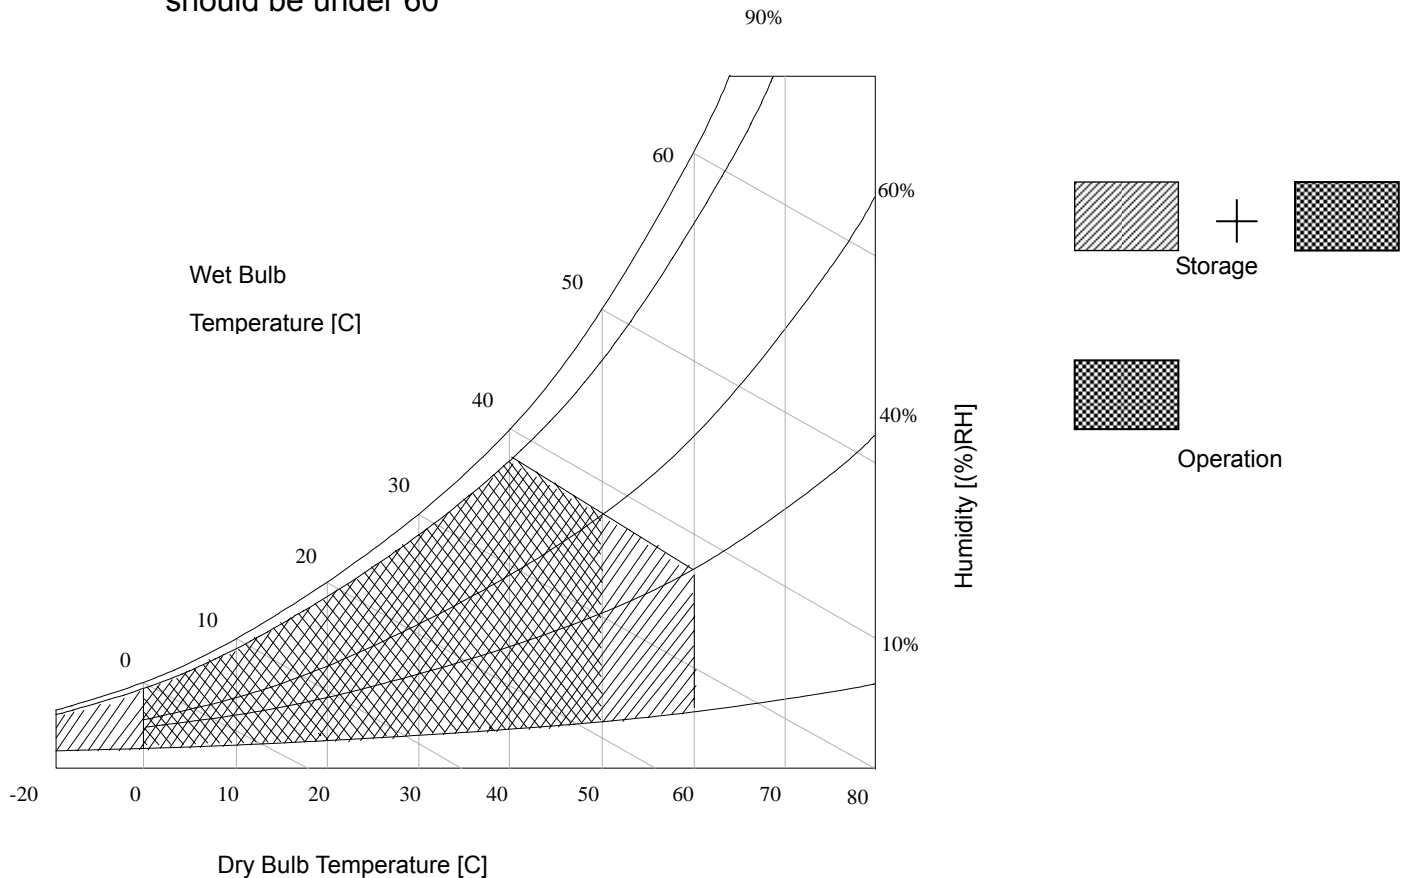 should be under 60
90%
60
60%
Storage
Wet Bulb
Temperature [C]
50
40
40%
Humidity [(%)RH]
Operation
30
20
10
10%
0
-20 0 10 20 30 40 50 60 70 80
Dry Bulb Temperature [C]